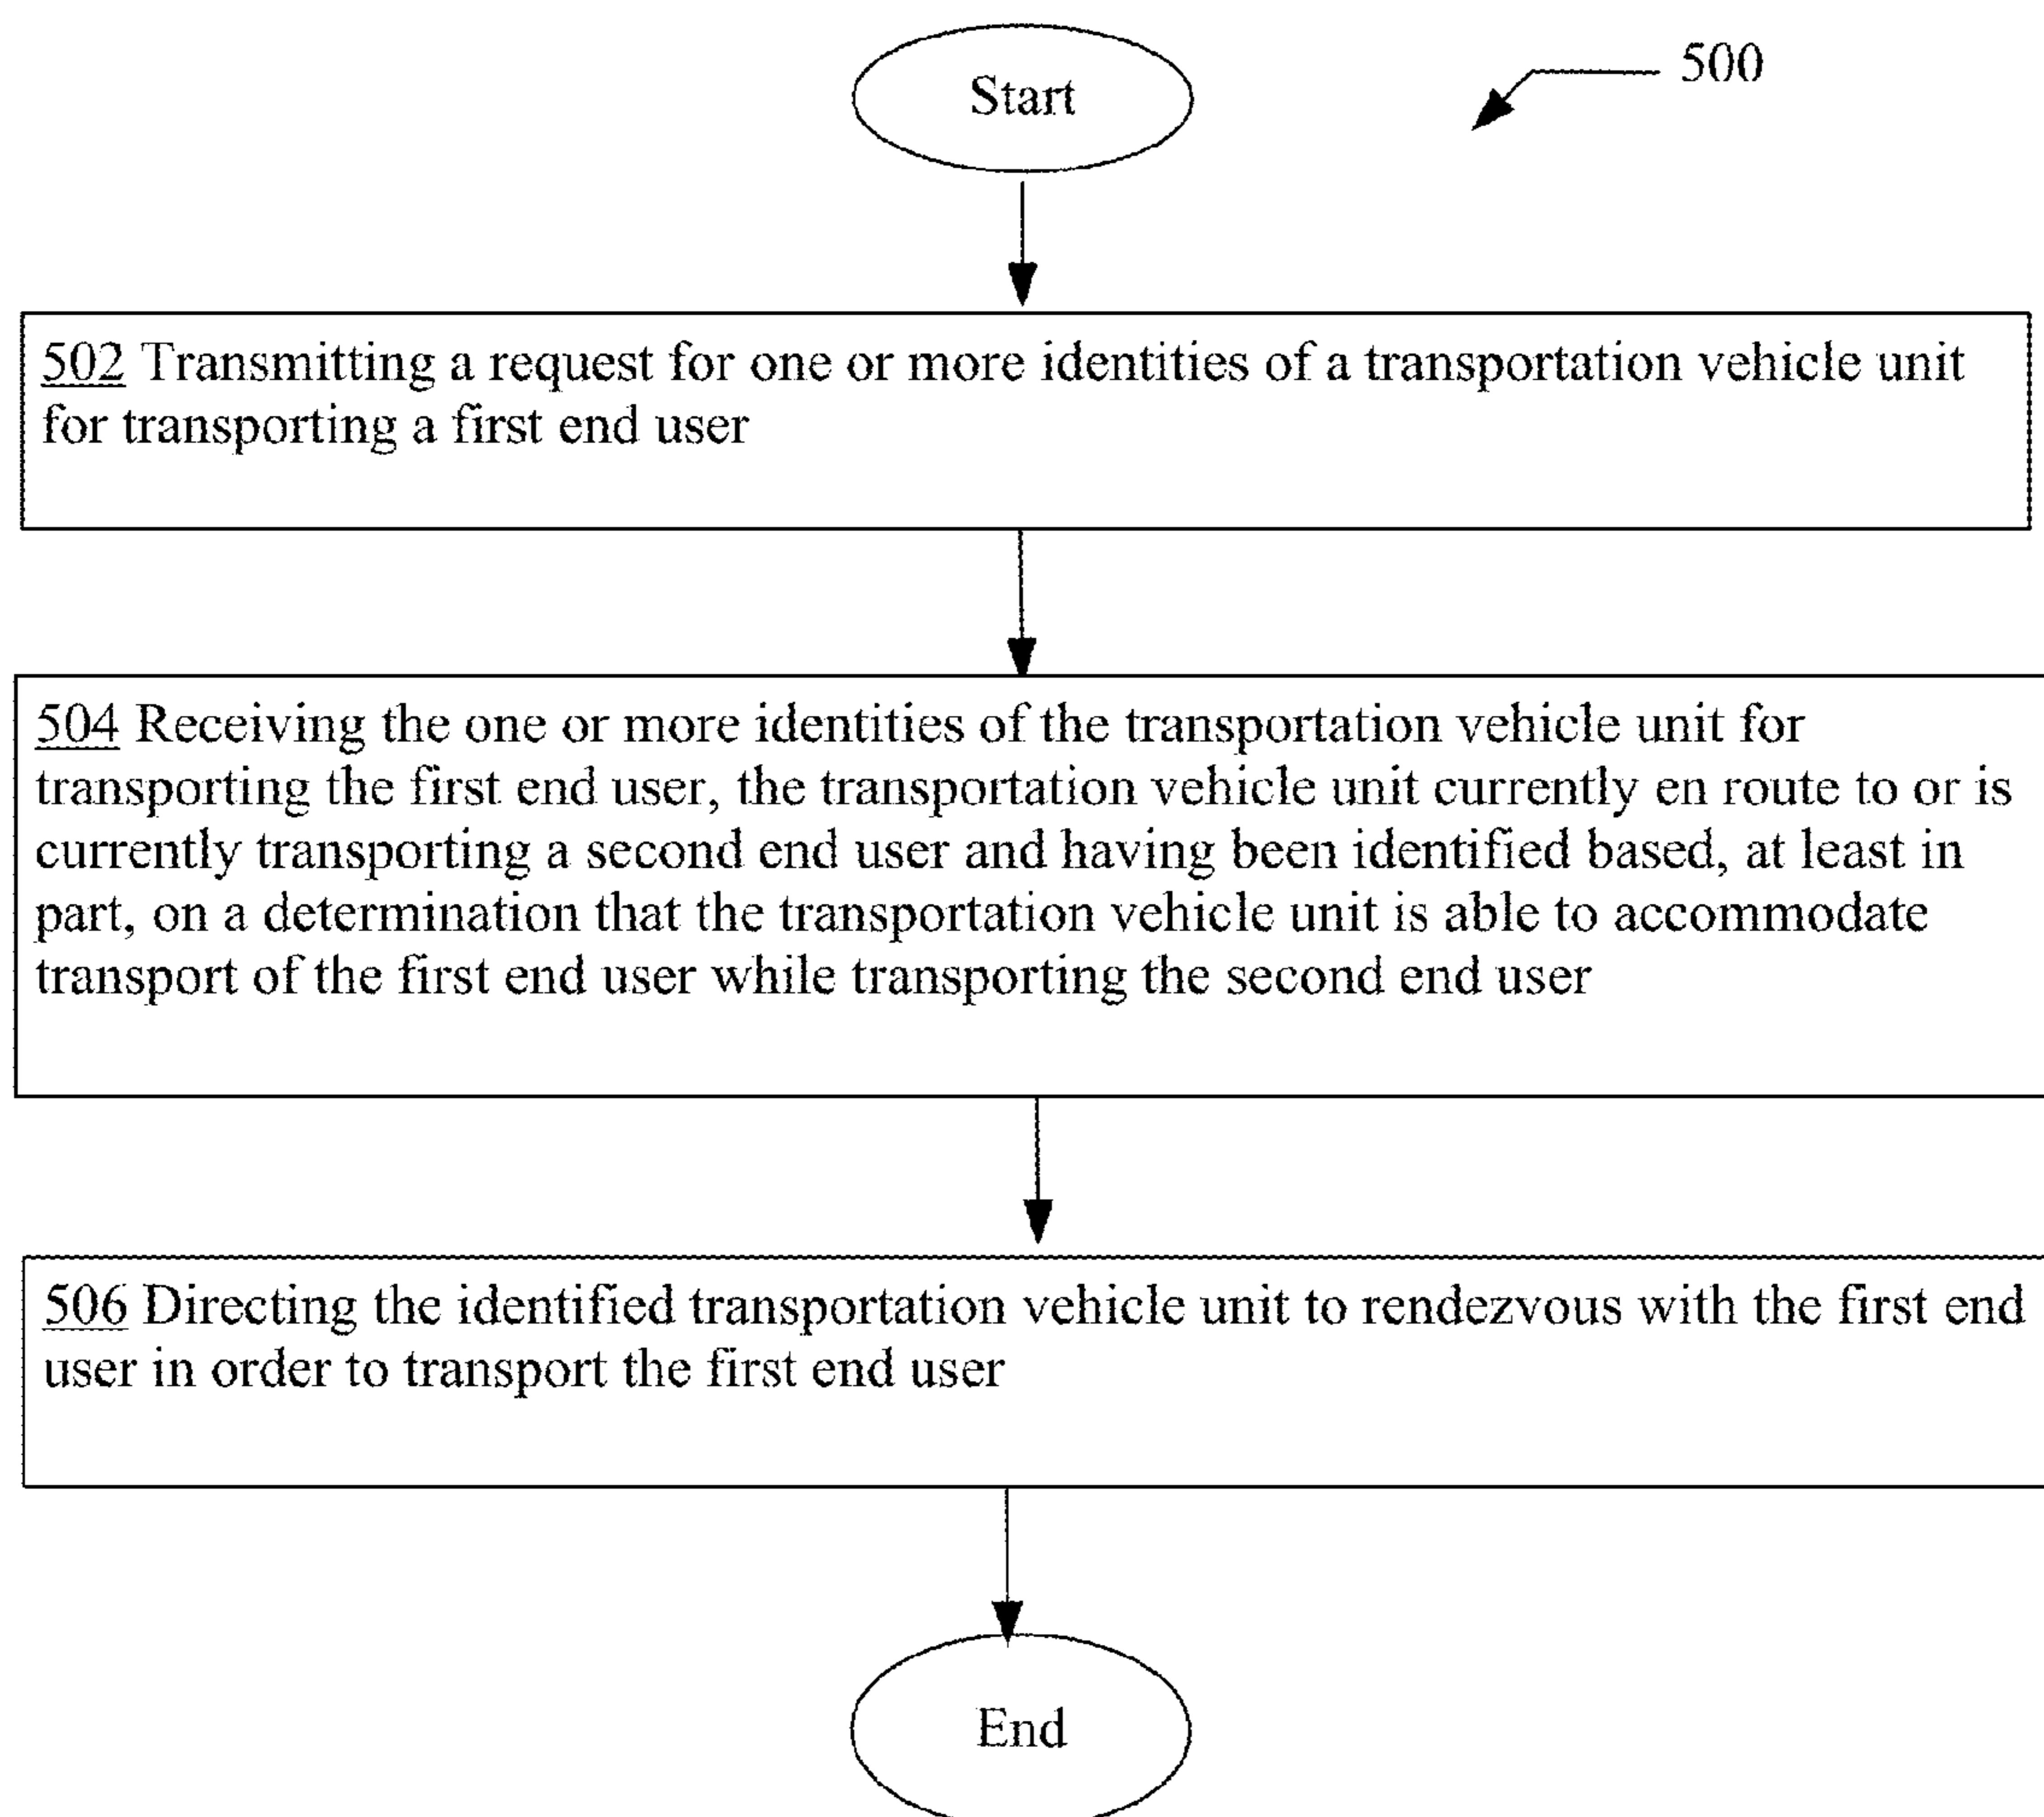 Start
500
502 Transmitting a request for one or more identities of a transportation vehicle unit
for transporting a first end user
504 Receiving the one or more identities of the transportation vehicle unit for
transporting the first end user, the transportation vehicle unit currently en route to or is
currently transporting a second end user and having been identified based, at least in
part, on a determination that the transportation vehicle unit is able to accommodate
transport of the first end user while transporting the second end user
506 Directing the identified transportation vehicle unit to rendezvous with the first end
user in order to transport the first end user
End